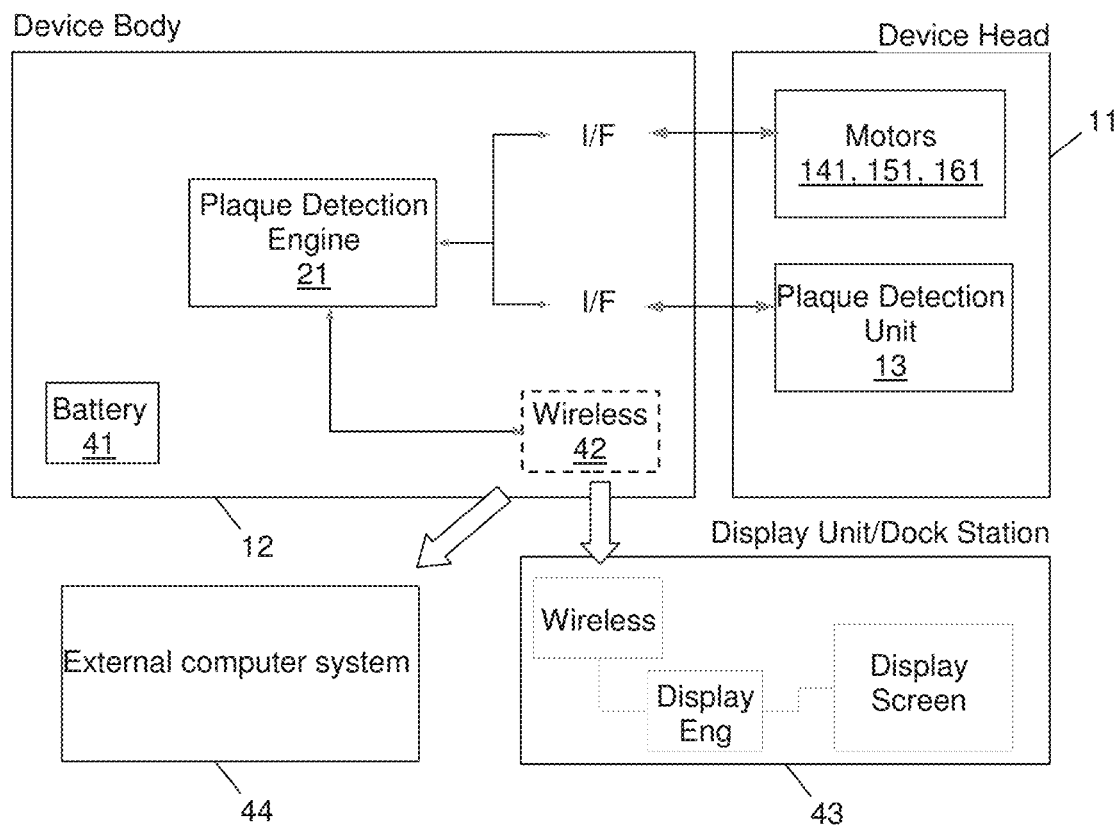 Device Body
Device Head
I/F
Motors
141, 151, 161
11
Plaque Detection
Engine
21
I/F
Plaque Detection
Unit
13
Battery
41
Wireless
42
12
Display Unit/Dock Station
External computer system
Wireless
Display
Eng
Display
Screen
44
43